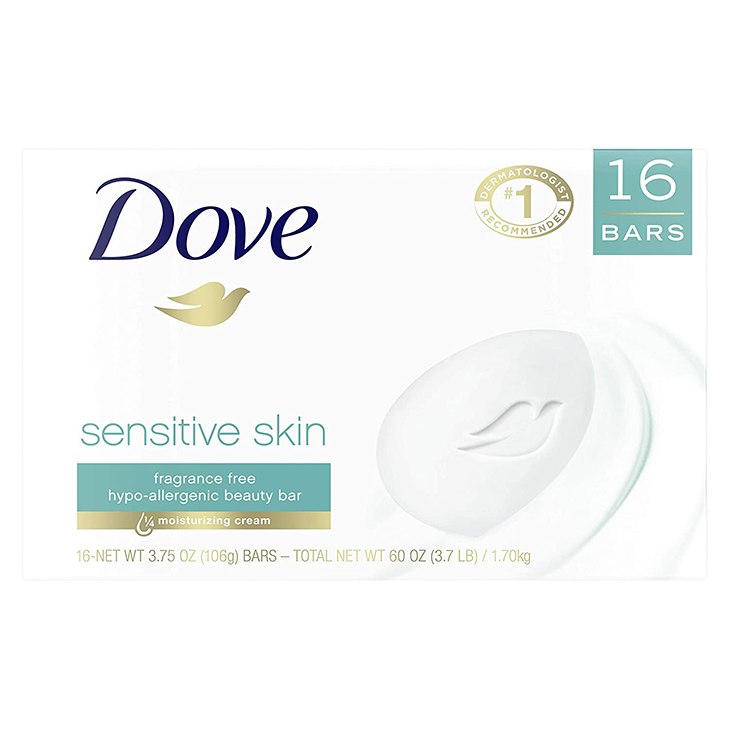 Dove
DERMATOLOGIST
#1
RECOMMENDED
16
BARS
sensitive skin
fragrance free
hypo-allergenic beauty bar
¼ moisturizing cream
16-NET WT 3.75 OZ (106g) BARS – TOTAL NET WT 60 OZ (3.7 LB) / 1.70kg